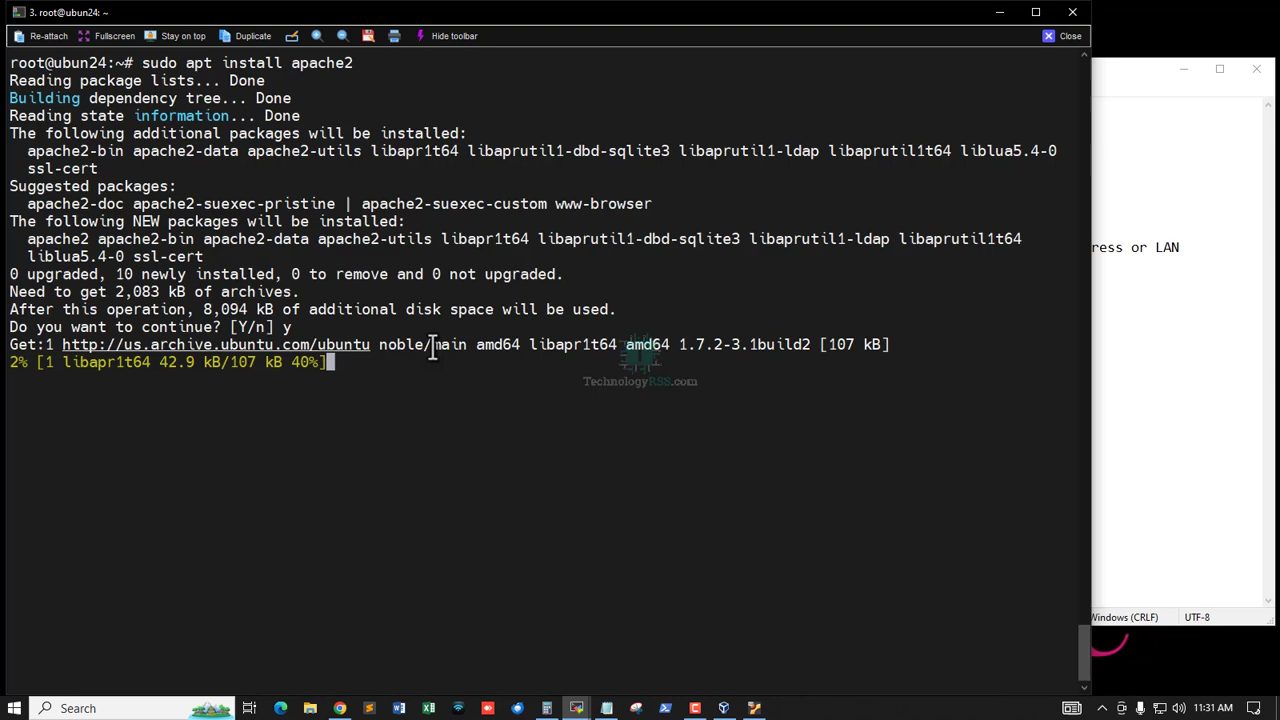 3. root@ubun24: ~
Re-attach Fullscreen Stay on top Duplicate Hide toolbar Close
root@ubun24:~# sudo apt install apache2
Reading package lists... Done
Building dependency tree... Done
Reading state information... Done
The following additional packages will be installed:
apache2-bin apache2-data apache2-utils libapr1t64 libaprutil1-dbd-sqlite3 libaprutil1-ldap libaprutil1t64 liblua5.4-0
ssl-cert
Suggested packages:
apache2-doc apache2-suexec-pristine | apache2-suexec-custom www-browser
The following NEW packages will be installed:
apache2 apache2-bin apache2-data apache2-utils libapr1t64 libaprutil1-dbd-sqlite3 libaprutil1-ldap libaprutil1t64
liblua5.4-0 ssl-cert
0 upgraded, 10 newly installed, 0 to remove and 0 not upgraded.
Need to get 2,083 kB of archives.
After this operation, 8,094 kB of additional disk space will be used.
Do you want to continue? [Y/n] y
Get:1 http://us.archive.ubuntu.com/ubuntu noble/main amd64 libapr1t64 amd64 1.7.2-3.1build2 [107 kB]
2% [1 libapr1t64 42.9 kB/107 kB 40%]
TechnologyRSS.com
ress or LAN
Windows (CRLF) UTF-8
Search
11:31 AM